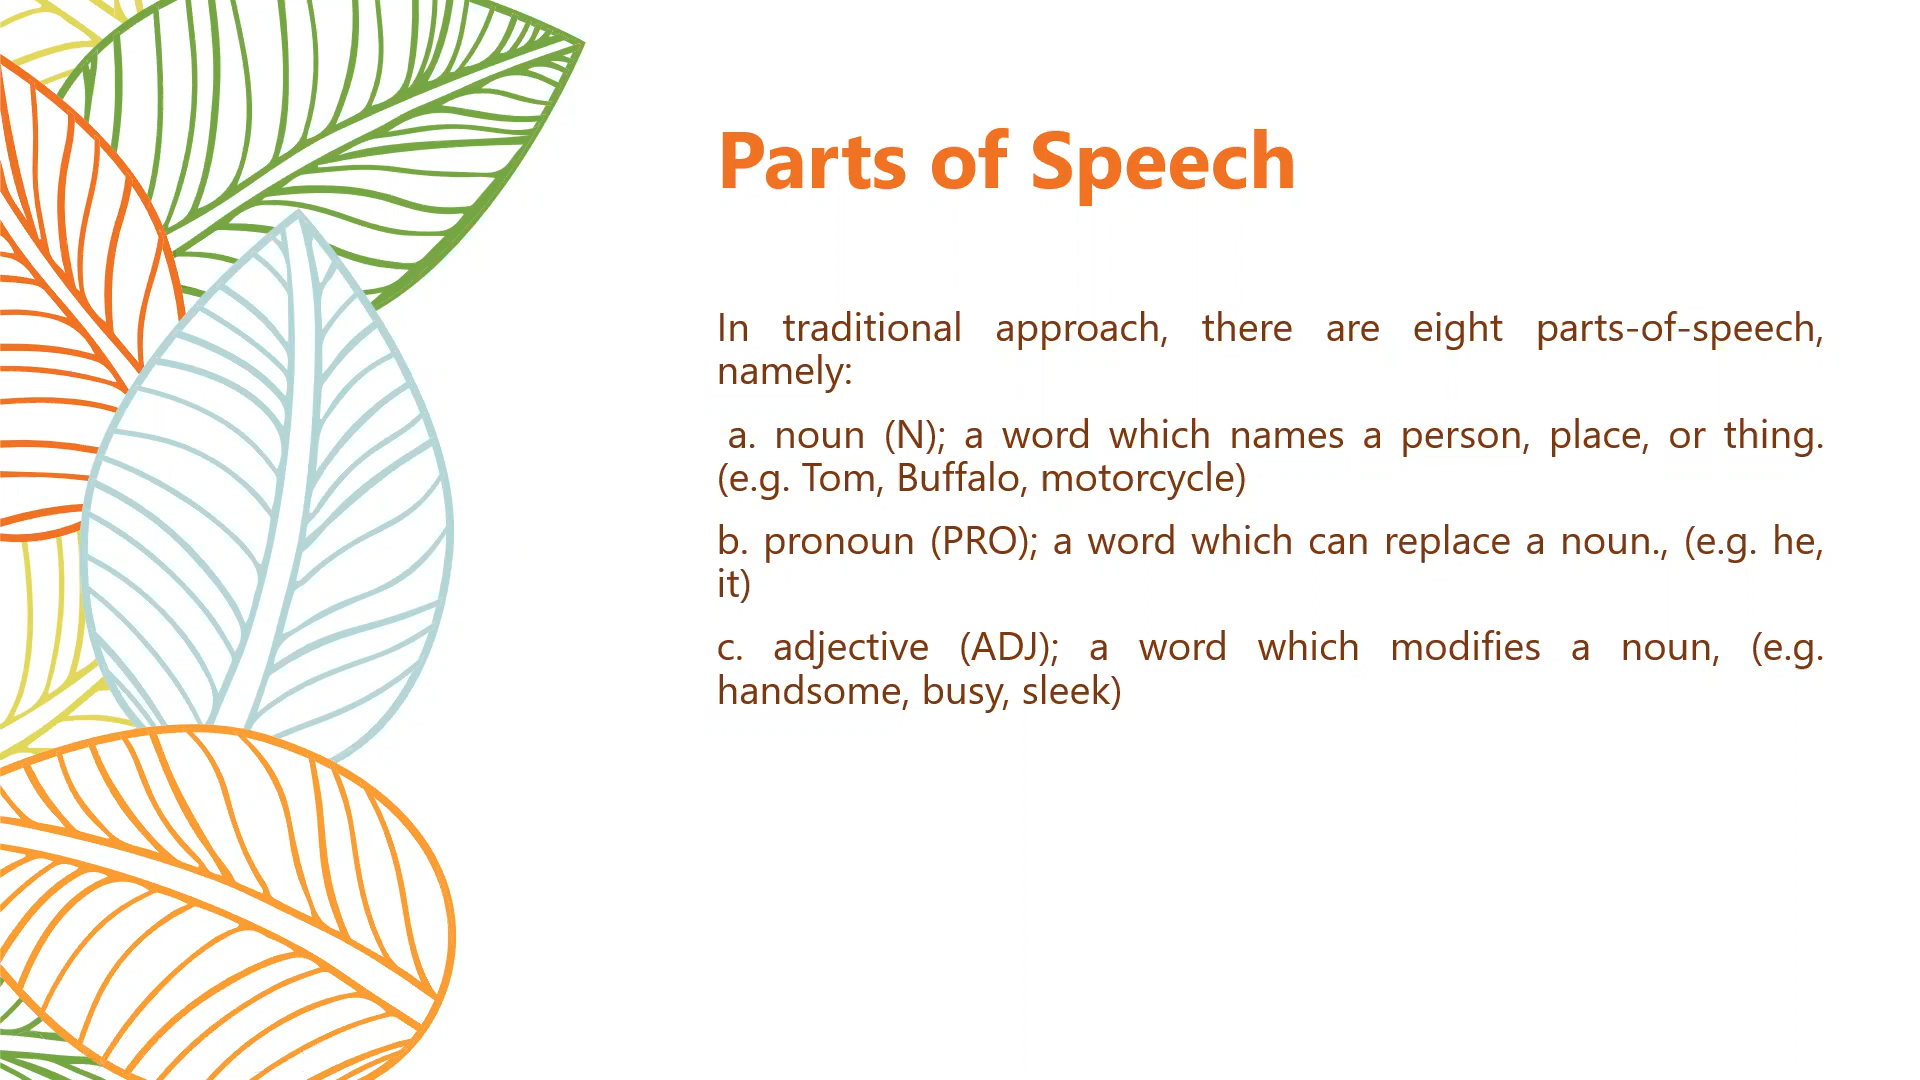 Parts of Speech
In traditional approach, there are eight parts-of-speech,
namely:
a. noun (N); a word which names a person, place, or thing.
(e.g. Tom, Buffalo, motorcycle)
b. pronoun (PRO); a word which can replace a noun., (e.g. he,
it)
c. adjective (ADJ); a word which modifies a noun, (e.g.
handsome, busy, sleek)